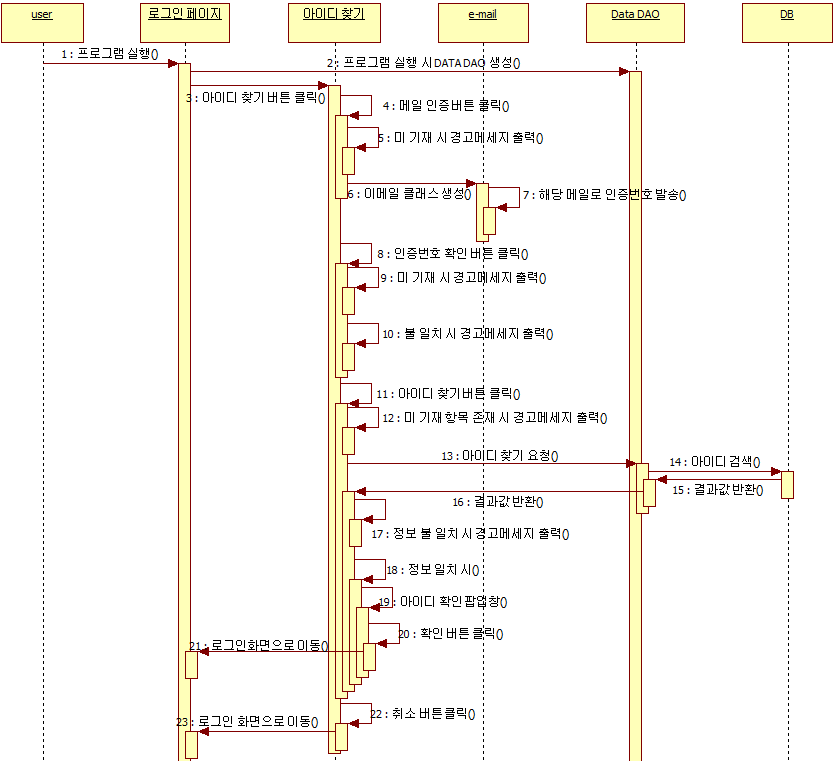 user
로그인 페이지
아이디 찾기
e-mail
Data DAO
DB
1 : 프로그램 실행()
2 : 프로그램 실행 시 DATA DAO 생성()
3 : 아이디 찾기 버튼 클릭()
4 : 메일 인증 버튼 클릭()
5 : 미 기재 시 경고메세지 출력()
6 : 이메일 클래스 생성()
7 : 해당 메일로 인증번호 발송()
8 : 인증번호 확인 버튼 클릭()
9 : 미 기재 시 경고메세지 출력()
10 : 불 일치 시 경고메세지 출력()
11 : 아이디 찾기 버튼 클릭()
12 : 미 기재 항목 존재 시 경고메세지 출력()
13 : 아이디 찾기 요청()
14 : 아이디 검색()
15 : 결과값 반환()
16 : 결과값 반환()
17 : 정보 불 일치 시 경고메세지 출력()
18 : 정보 일치 시()
19 : 아이디 확인 팝업창()
20 : 확인 버튼 클릭()
21 : 로그인화면으로 이동()
22 : 취소 버튼 클릭()
23 : 로그인 화면으로 이동()